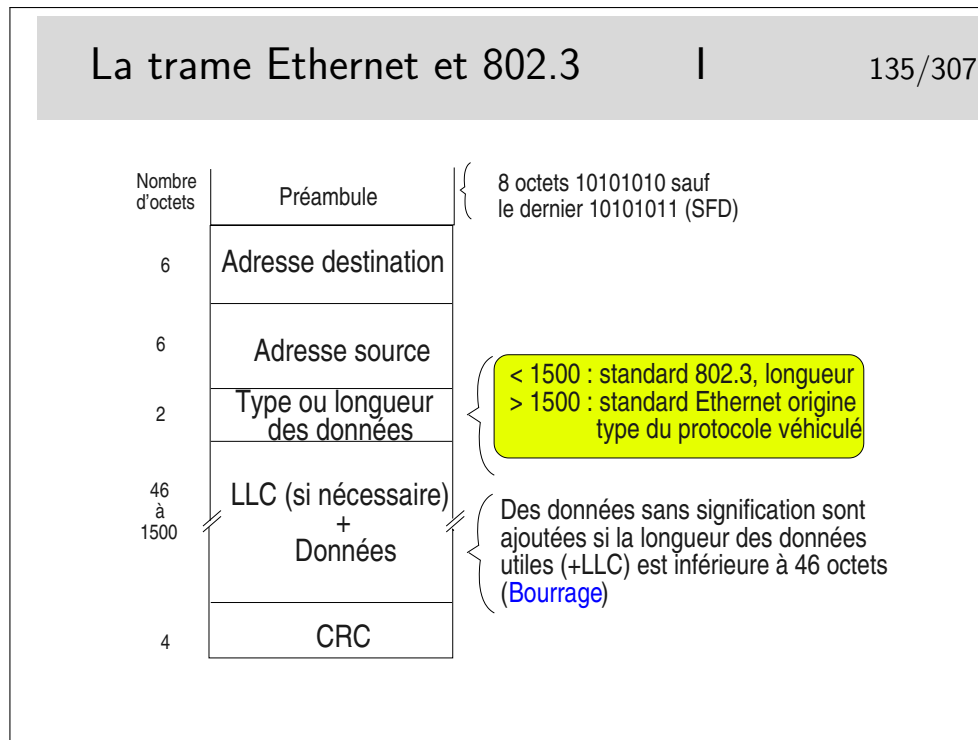 La trame Ethernet et 802.3 I 135/307
Nombre
d'octets
Préambule
8 octets 10101010 sauf
le dernier 10101011 (SFD)
6
Adresse destination
6
Adresse source
2
Type ou longueur
des données
< 1500 : standard 802.3, longueur
> 1500 : standard Ethernet origine
type du protocole véhiculé
46
à
1500
LLC (si nécessaire)
+
Données
Des données sans signification sont
ajoutées si la longueur des données
utiles (+LLC) est inférieure à 46 octets
(Bourrage)
4
CRC